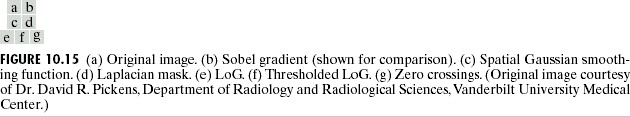 a b
c d
e f g
FIGURE 10.15 (a) Original image. (b) Sobel gradient (shown for comparison). (c) Spatial Gaussian smooth-
ing function. (d) Laplacian mask. (e) LoG. (f) Thresholded LoG. (g) Zero crossings. (Original image courtesy
of Dr. David R. Pickens, Department of Radiology and Radiological Sciences, Vanderbilt University Medical
Center.)